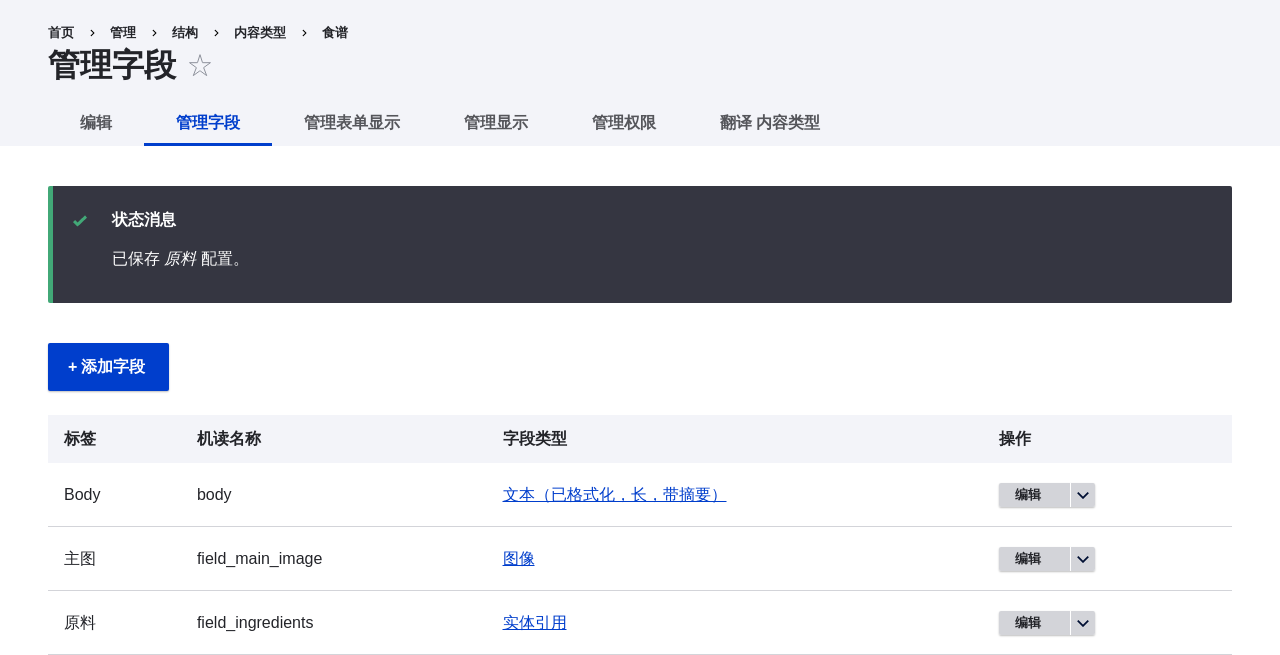 首页 › 管理 › 结构 › 内容类型 › 食谱
管理字段 ☆
编辑 管理字段 管理表单显示 管理显示 管理权限 翻译 内容类型
状态消息
已保存 原料 配置。
+ 添加字段
标签 机读名称 字段类型 操作
Body body 文本（已格式化，长，带摘要） 编辑
主图 field_main_image 图像 编辑
原料 field_ingredients 实体引用 编辑